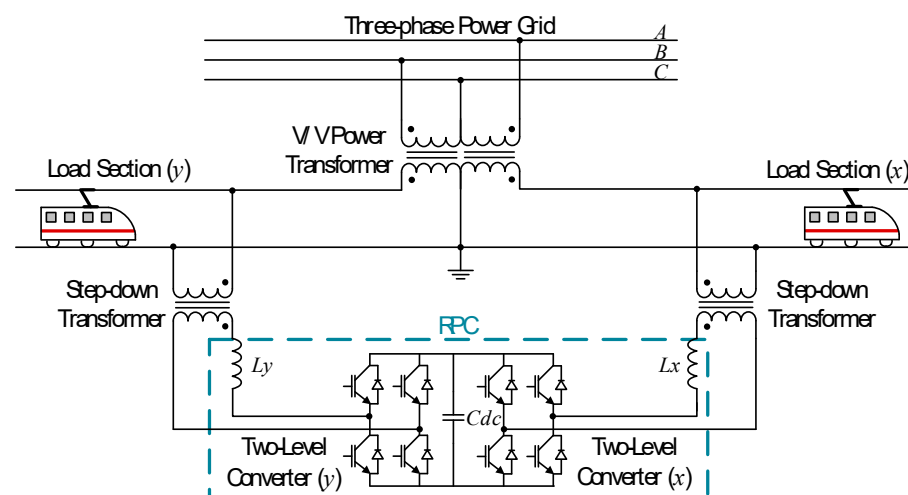 Three-phase Power Grid
A
B
C
V/V Power
Transformer
Load Section (y)
Load Section (x)
Step-down
Transformer
Step-down
Transformer
RPC
Ly
Lx
Cdc
Two-Level
Converter (y)
Two-Level
Converter (x)